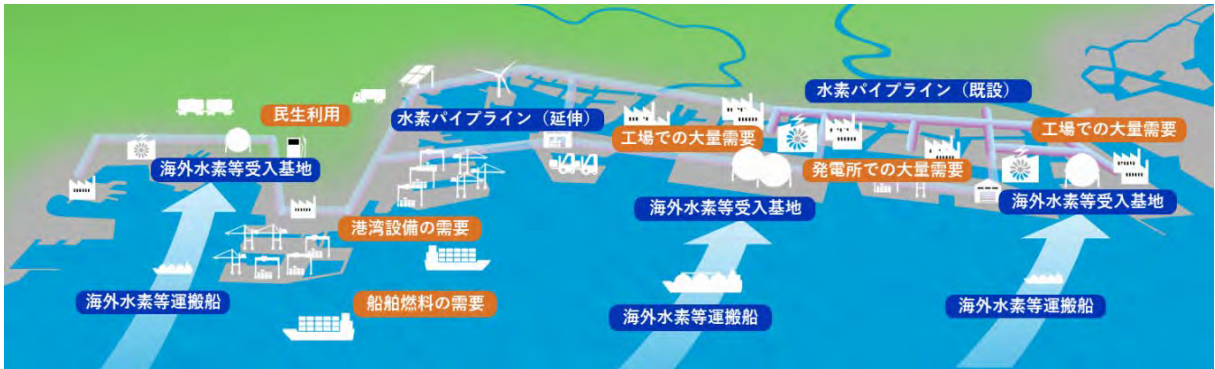 民生利用
水素パイプライン（延伸）
水素パイプライン（既設）
工場での大量需要
工場での大量需要
海外水素等受入基地
発電所での大量需要
海外水素等受入基地
海外水素等受入基地
港湾設備の需要
海外水素等運搬船
船舶燃料の需要
海外水素等運搬船
海外水素等運搬船